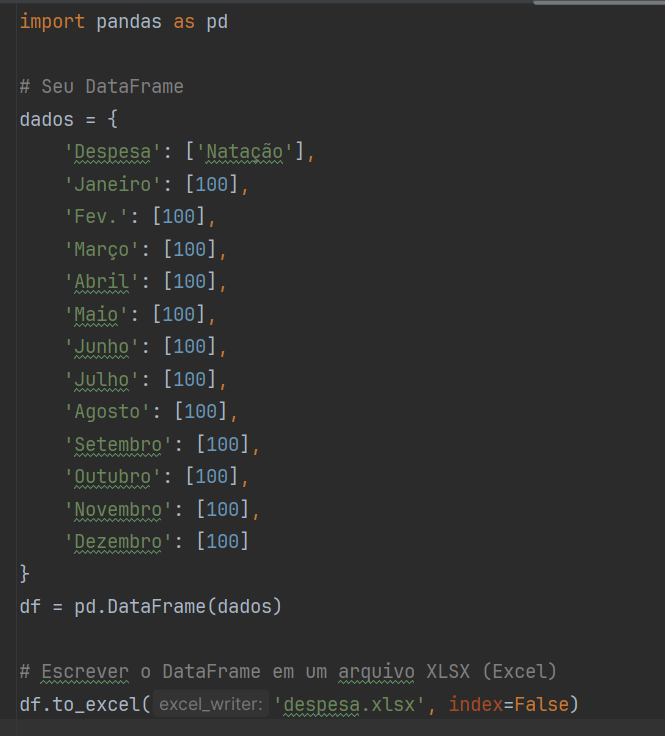 import pandas as pd
# Seu DataFrame
dados = {
'Despesa': ['Natação'],
'Janeiro': [100],
'Fev.': [100],
'Março': [100],
'Abril': [100],
'Maio': [100],
'Junho': [100],
'Julho': [100],
'Agosto': [100],
'Setembro': [100],
'Outubro': [100],
'Novembro': [100],
'Dezembro': [100]
}
df = pd.DataFrame(dados)
# Escrever o DataFrame em um arquivo XLSX (Excel)
df.to_excel( excel_writer: 'despesa.xlsx', index=False)